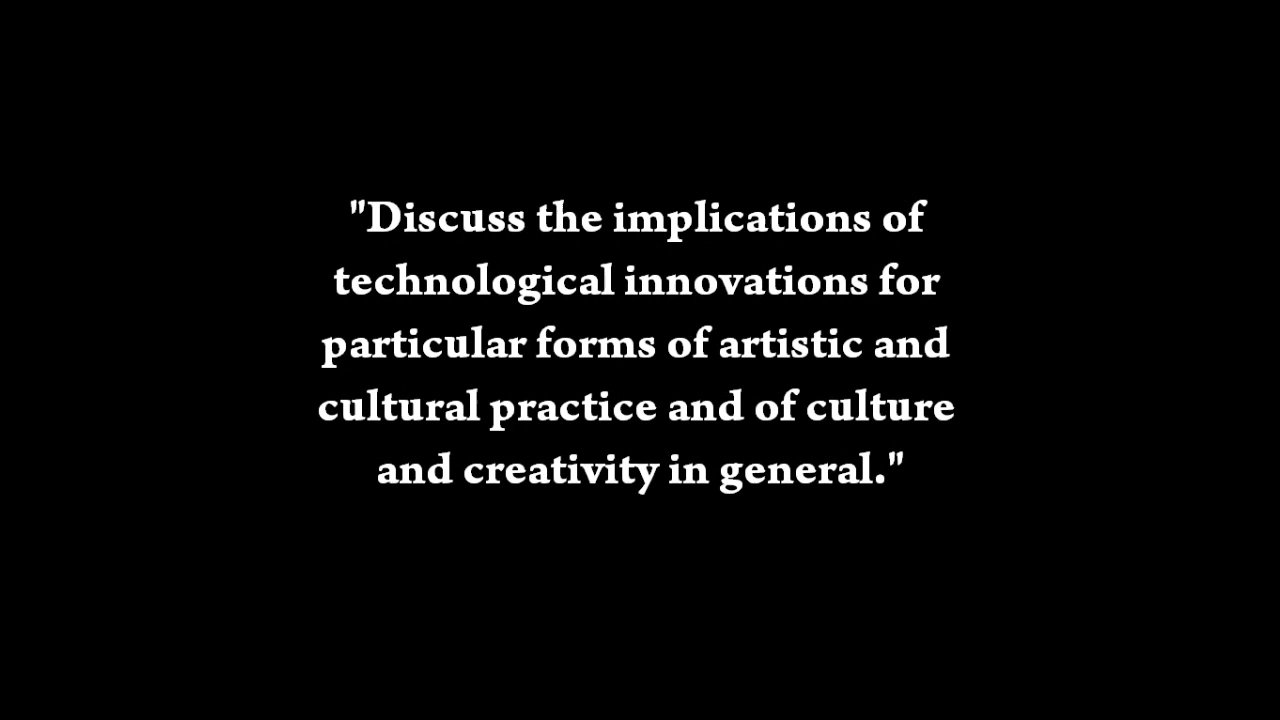 "Discuss the implications of
technological innovations for
particular forms of artistic and
cultural practice and of culture
and creativity in general."